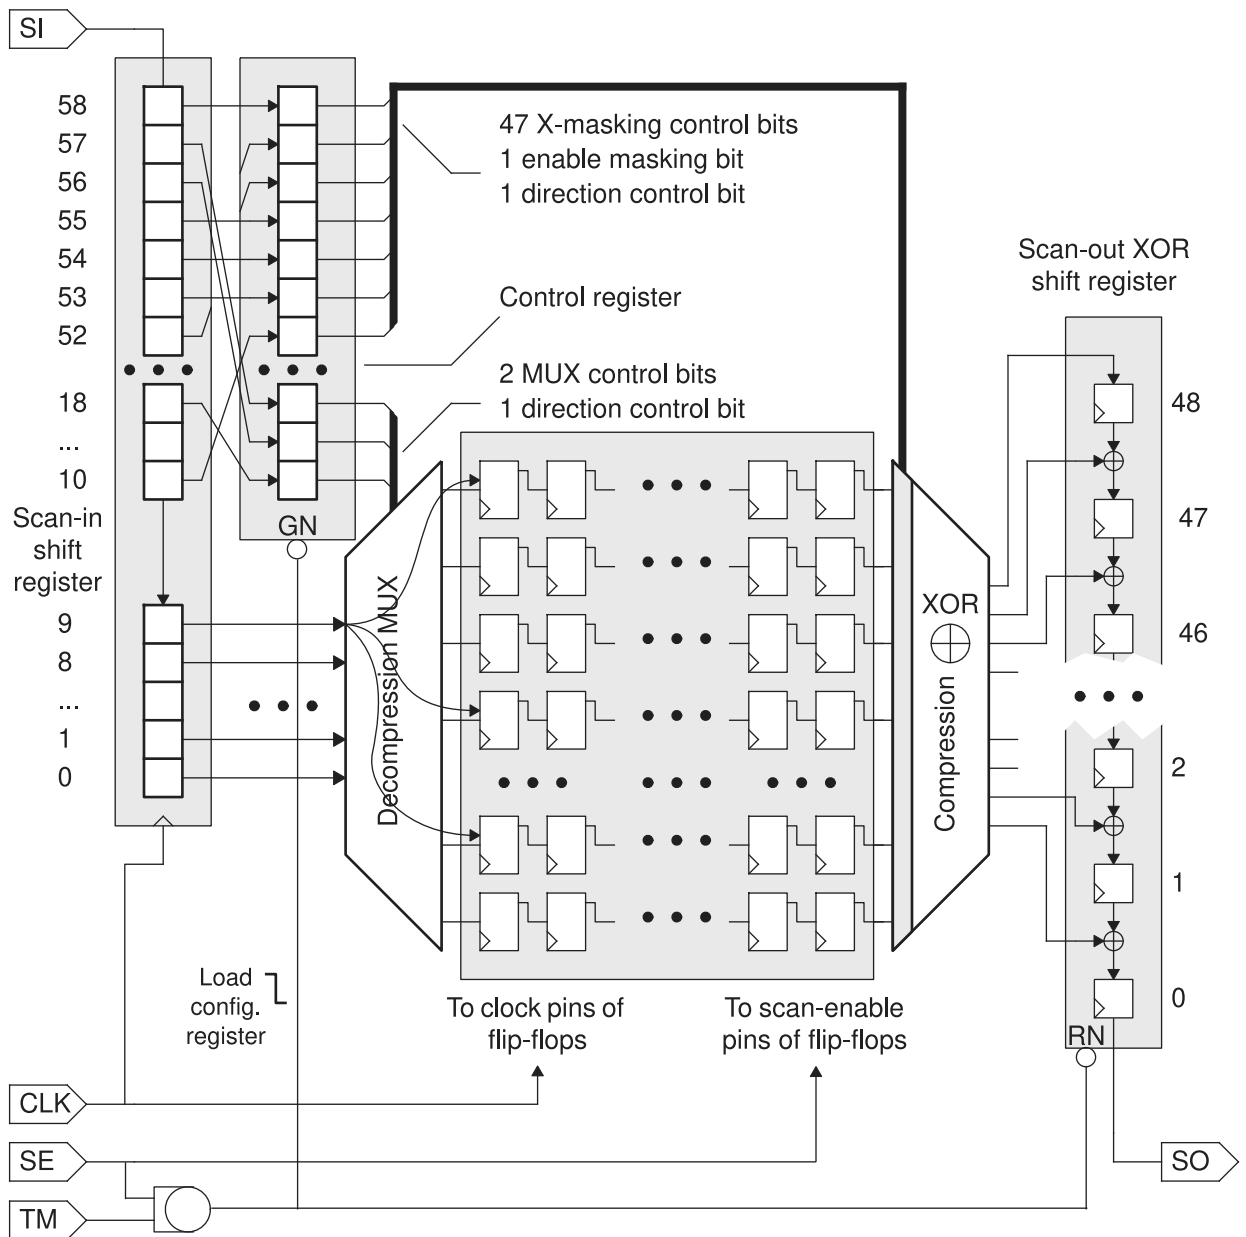 SI
58
57
56
55
54
53
52
18
...
10
Scan-in
shift
register
9
8
...
1
0
GN
47 X-masking control bits
1 enable masking bit
1 direction control bit
Control register
2 MUX control bits
1 direction control bit
Decompression MUX
XOR
Compression
Scan-out XOR
shift register
48
47
46
2
1
0
RN
Load
config.
register
To clock pins of
flip-flops
To scan-enable
pins of flip-flops
CLK
SE
TM
SO